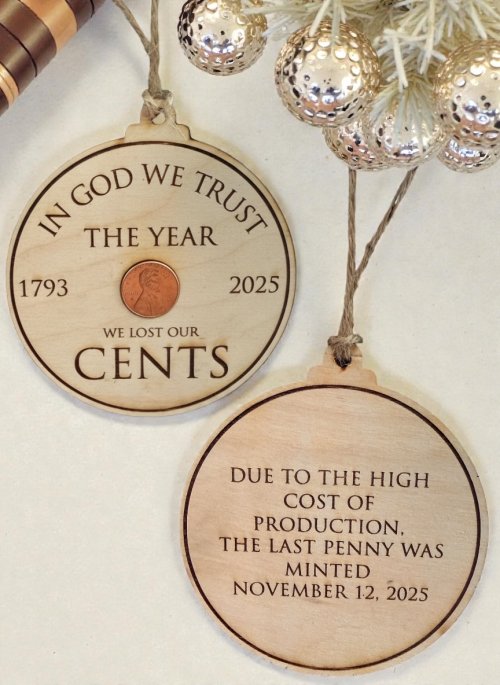 IN GOD WE TRUST
THE YEAR
1793 2025
WE LOST OUR
CENTS
DUE TO THE HIGH
COST OF
PRODUCTION,
THE LAST PENNY WAS
MINTED
NOVEMBER 12, 2025